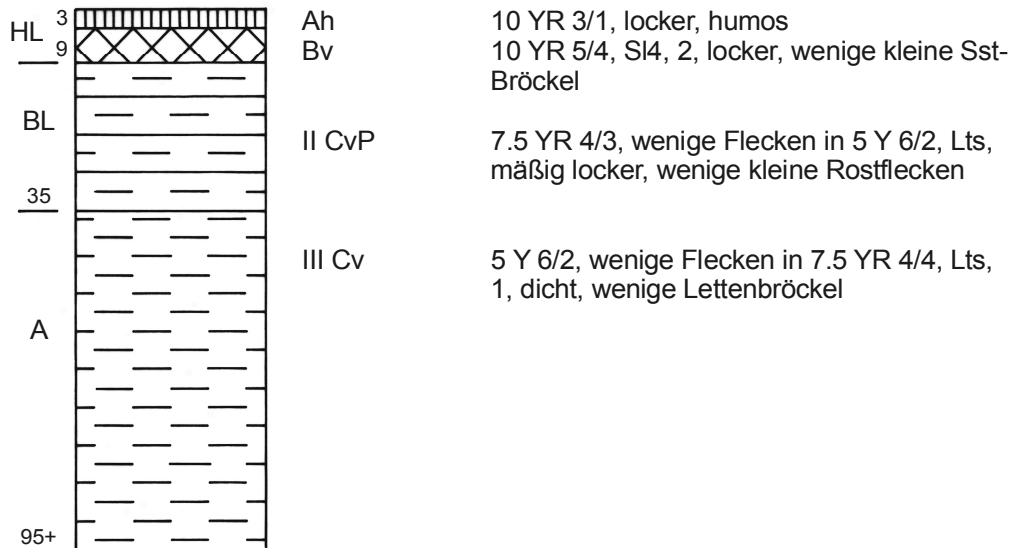 HL
3
9
BL
35
A
95+
Ah
10 YR 3/1, locker, humos
Bv
10 YR 5/4, Sl4, 2, locker, wenige kleine Sst-
Bröckel
II CvP
7.5 YR 4/3, wenige Flecken in 5 Y 6/2, Lts,
mäßig locker, wenige kleine Rostflecken
III Cv
5 Y 6/2, wenige Flecken in 7.5 YR 4/4, Lts,
1, dicht, wenige Lettenbröckel